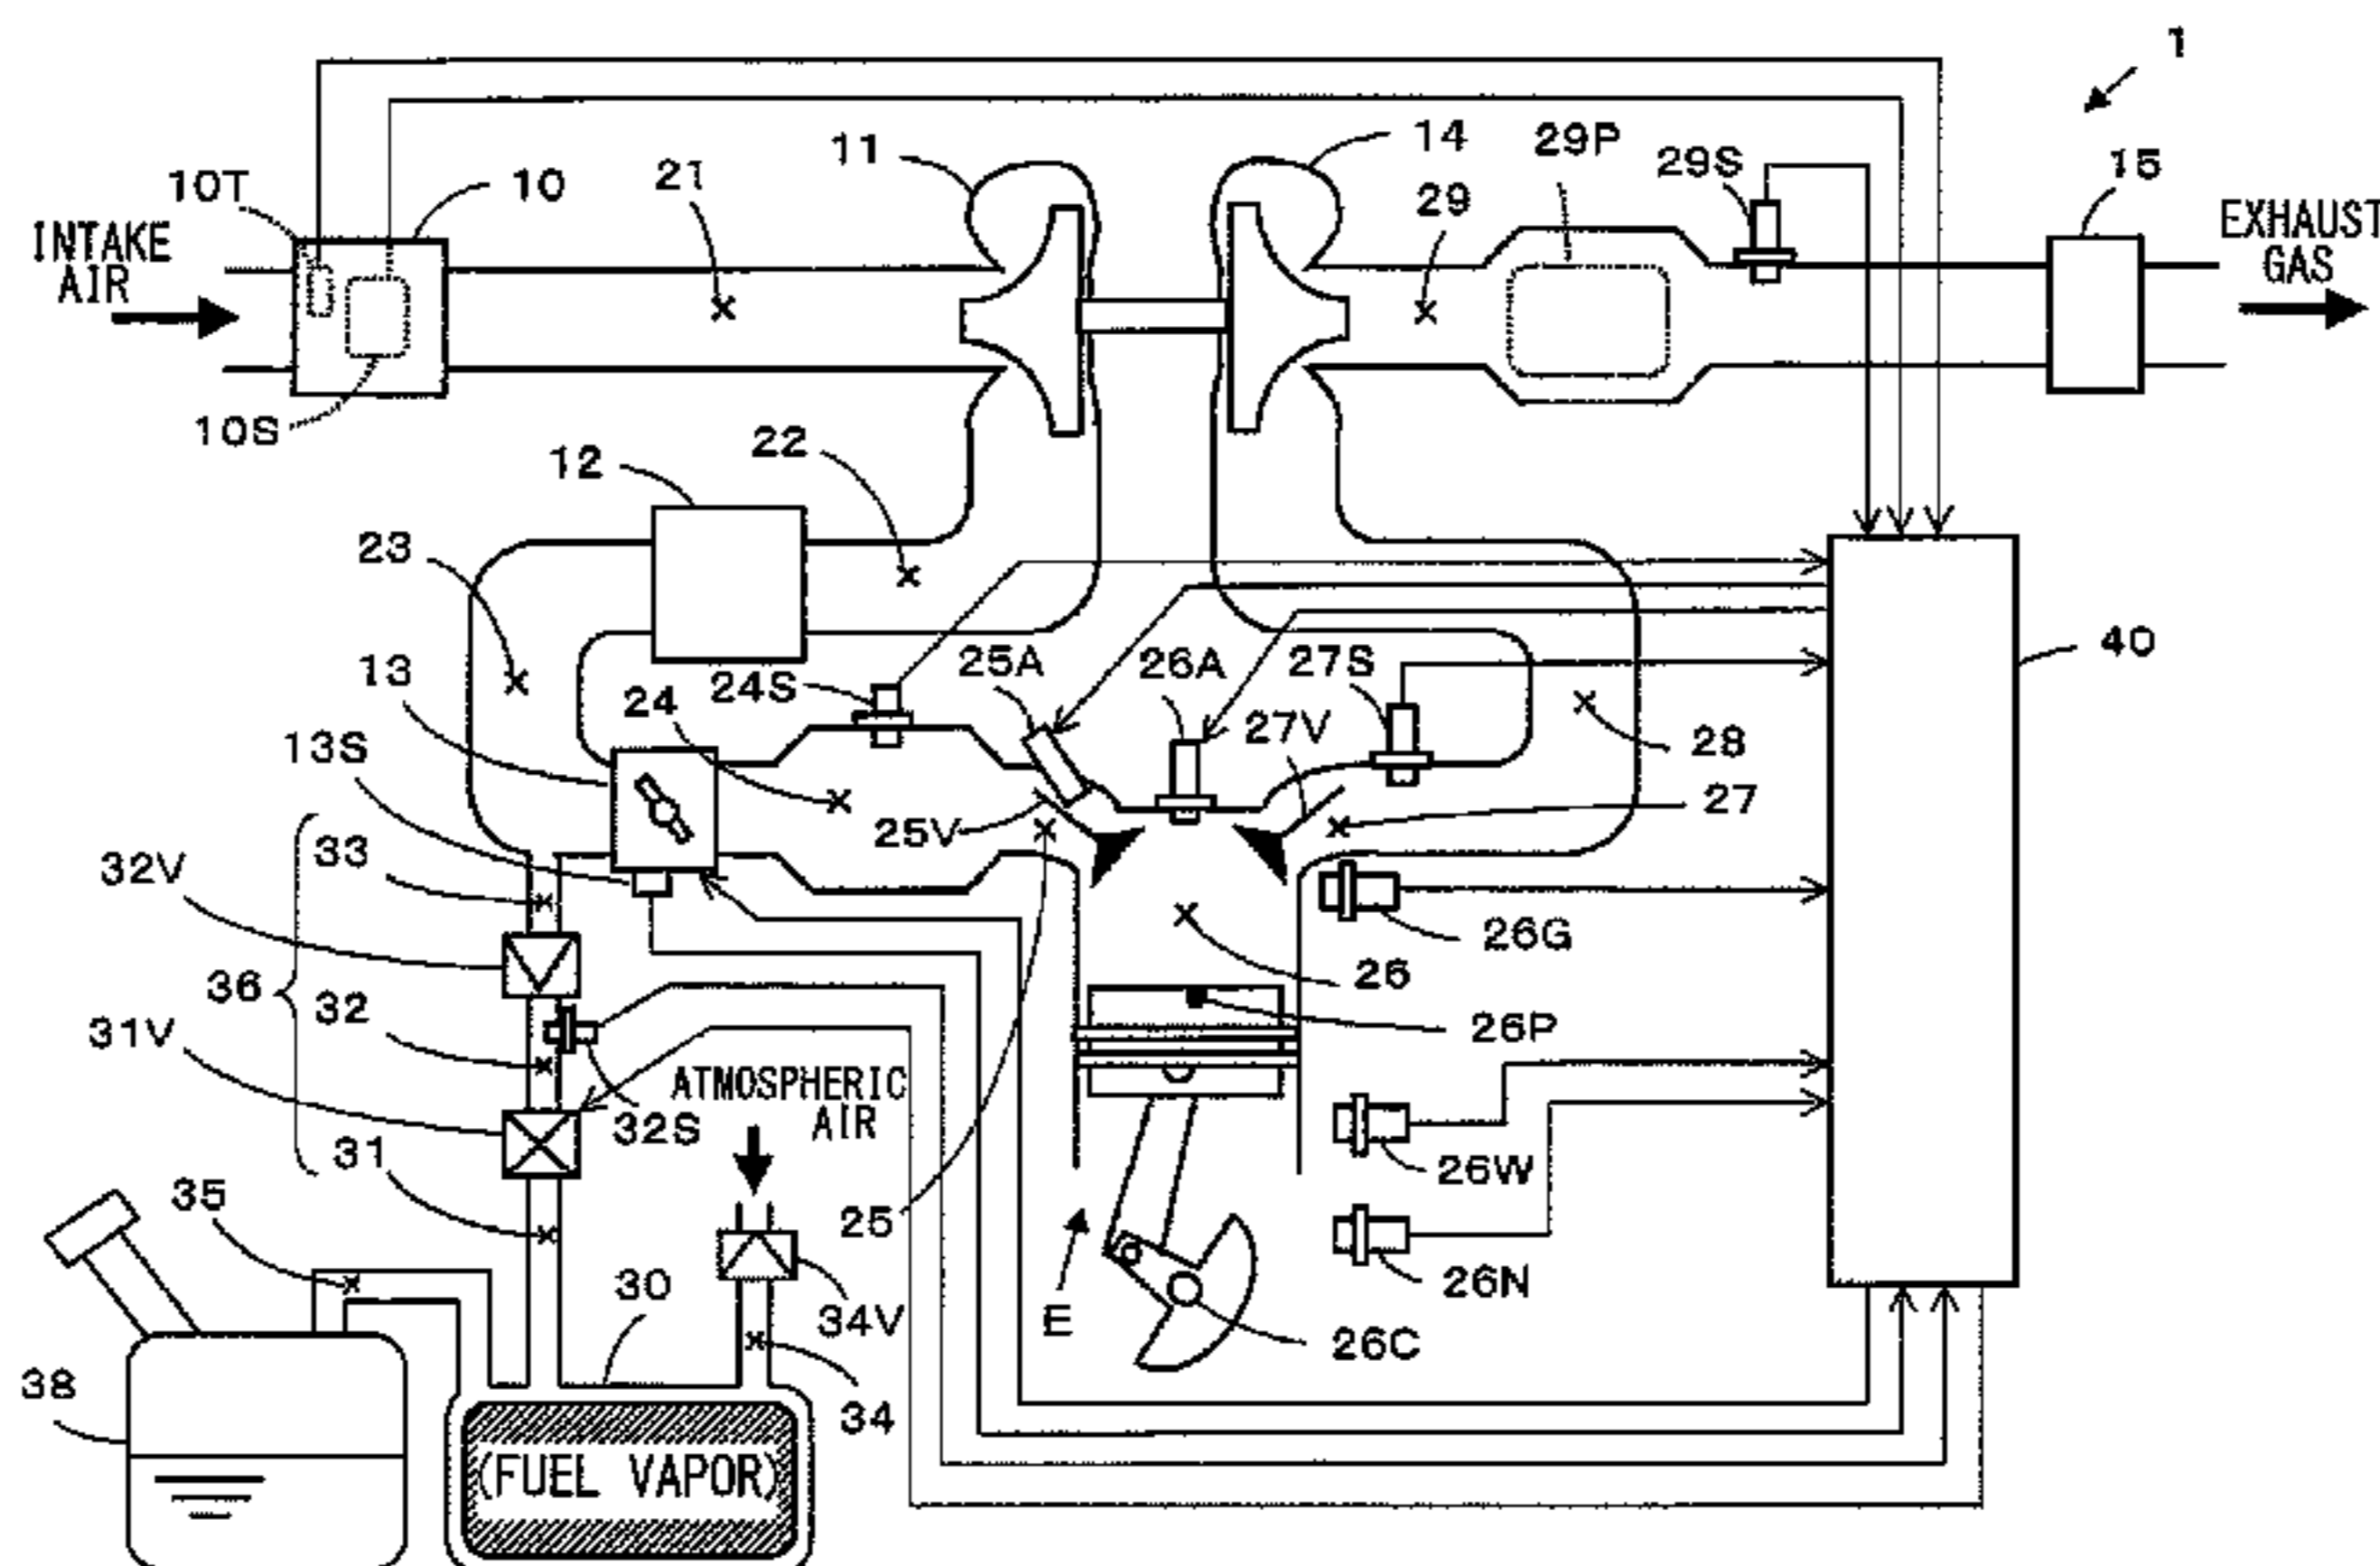 1
11
14
29P
29S
15
10T
10
21
29
INTAKE
AIR
EXHAUST
GAS
10S
12
22
23
40
13
24S
25A
26A
27S
24
27V
28
13S
25V
27
33
32V
26G
36
32
26
31V
26P
ATMOSPHERIC
AIR
32S
31
26W
35
25
30
26N
34V
E
26C
38
34
(FUEL VAPOR)